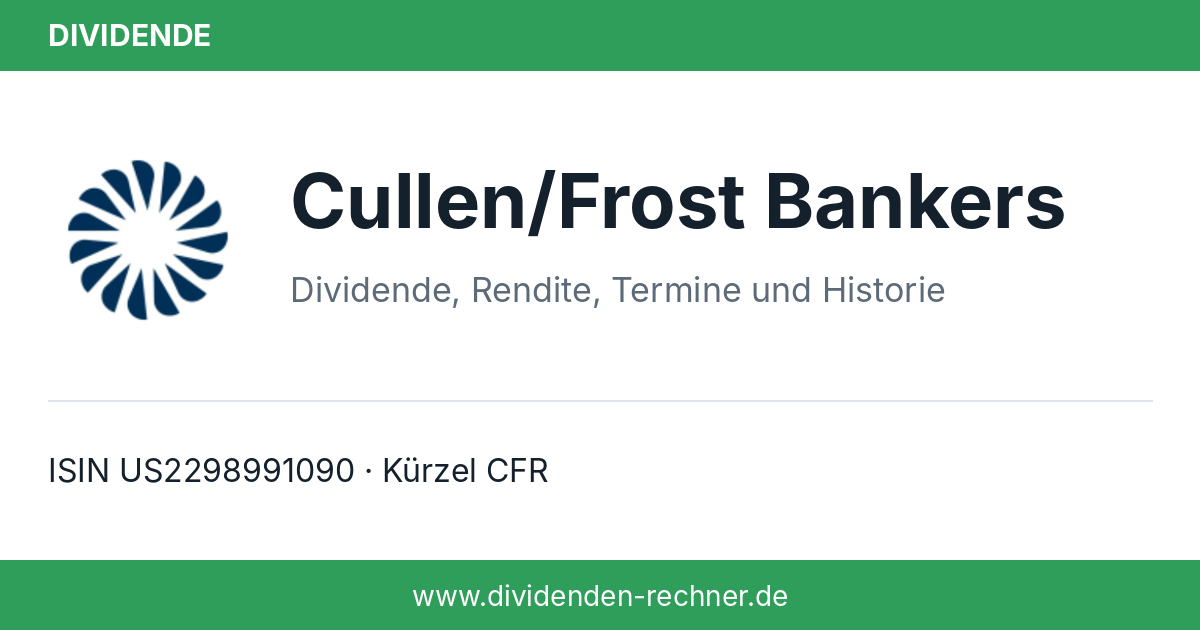 DIVIDENDE
Cullen/Frost Bankers
Dividende, Rendite, Termine und Historie
ISIN US2298991090 · Kürzel CFR
www.dividenden-rechner.de